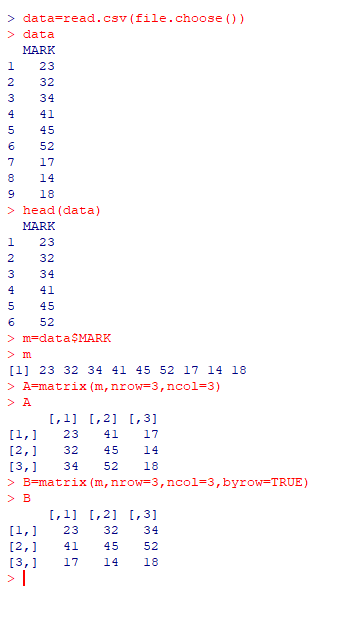 > data=read.csv(file.choose())
> data
  MARK
1   23
2   32
3   34
4   41
5   45
6   52
7   17
8   14
9   18
> head(data)
  MARK
1   23
2   32
3   34
4   41
5   45
6   52
> m=data$MARK
> m
[1] 23 32 34 41 45 52 17 14 18
> A=matrix(m,nrow=3,ncol=3)
> A
     [,1] [,2] [,3]
[1,]   23   41   17
[2,]   32   45   14
[3,]   34   52   18
> B=matrix(m,nrow=3,ncol=3,byrow=TRUE)
> B
     [,1] [,2] [,3]
[1,]   23   32   34
[2,]   41   45   52
[3,]   17   14   18
>